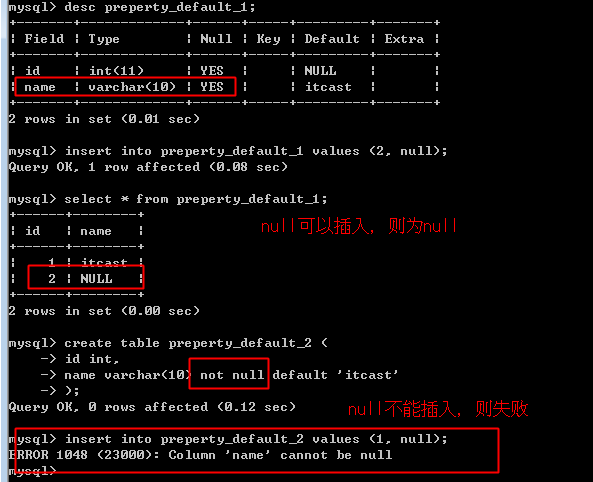 mysql> desc preperty_default_1;
+-------+-------------+------+-----+---------+-------+
| Field | Type        | Null | Key | Default | Extra |
+-------+-------------+------+-----+---------+-------+
| id    | int(11)     | YES  |     | NULL    |       |
| name  | varchar(10) | YES  |     | itcast  |       |
+-------+-------------+------+-----+---------+-------+
2 rows in set (0.01 sec)
mysql> insert into preperty_default_1 values (2, null);
Query OK, 1 row affected (0.08 sec)
mysql> select * from preperty_default_1;
+------+--------+
| id   | name   |
+------+--------+
|    1 | itcast |
|    2 | NULL   |
+------+--------+
null可以插入, 则为null
2 rows in set (0.00 sec)
mysql> create table preperty_default_2 (
    -> id int,
    -> name varchar(10) not null default 'itcast'
    -> );
Query OK, 0 rows affected (0.12 sec)
null不能插入, 则失败
mysql> insert into preperty_default_2 values (1, null);
ERROR 1048 (23000): Column 'name' cannot be null
mysql>